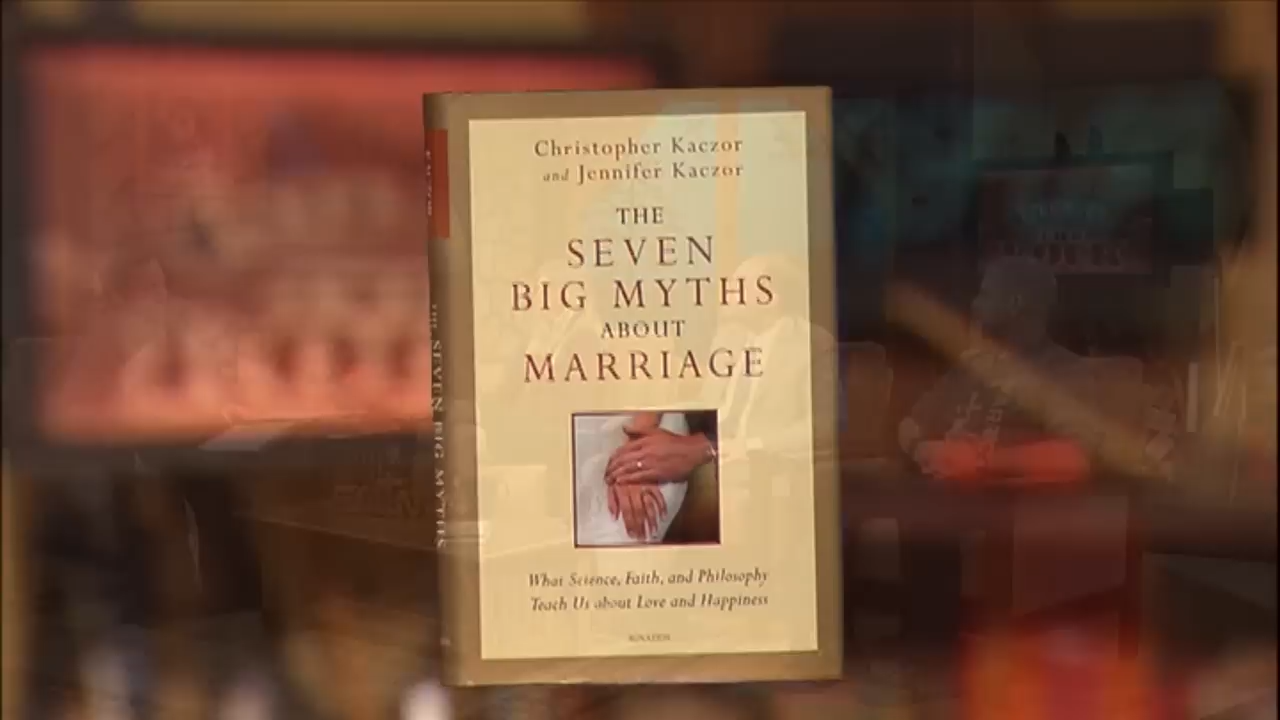 Christopher Kaczor
and Jennifer Kaczor
THE
SEVEN
BIG MYTHS
ABOUT
MARRIAGE
What Science, Faith, and Philosophy
Teach Us about Love and Happiness
IGNATIUS
THE SEVEN BIG MYTHS